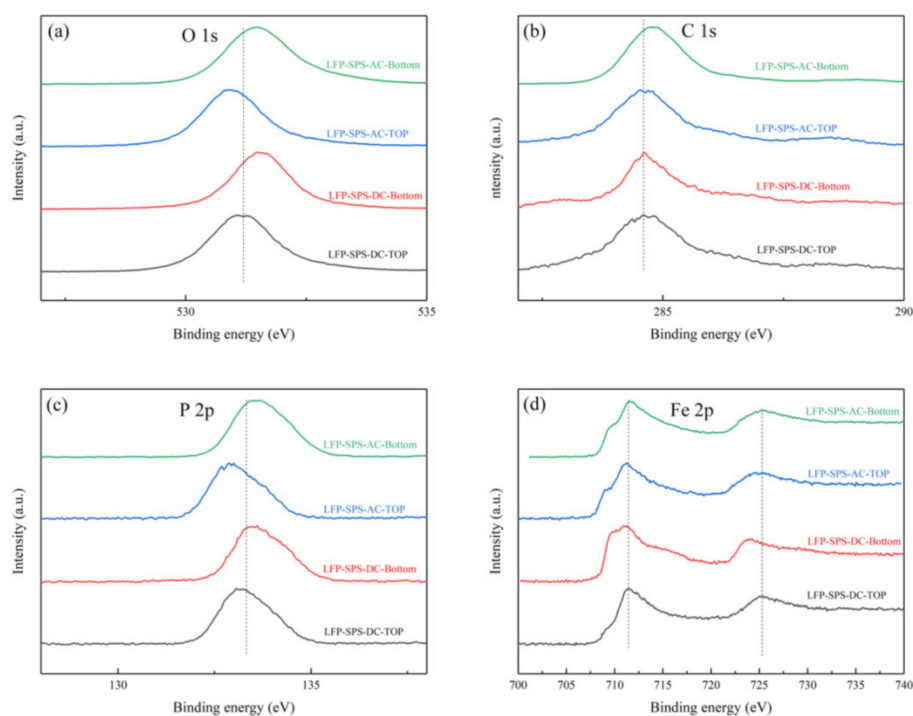 (a)
O 1s
LFP-SPS-AC-Bottom
LFP-SPS-AC-TOP
LFP-SPS-DC-Bottom
LFP-SPS-DC-TOP
Intensity (a.u.)
530
535
Binding energy (eV)
(b)
C 1s
LFP-SPS-AC-Bottom
LFP-SPS-AC-TOP
LFP-SPS-DC-Bottom
LFP-SPS-DC-TOP
ntensity (a.u.)
285
290
Binding energy (eV)
(c)
P 2p
LFP-SPS-AC-Bottom
LFP-SPS-AC-TOP
LFP-SPS-DC-Bottom
LFP-SPS-DC-TOP
Intensity (a.u.)
130
135
Binding energy (eV)
(d)
Fe 2p
LFP-SPS-AC-Bottom
LFP-SPS-AC-TOP
LFP-SPS-DC-Bottom
LFP-SPS-DC-TOP
Intensity (a.u.)
700 705 710 715 720 725 730 735 740
Binding energy (eV)